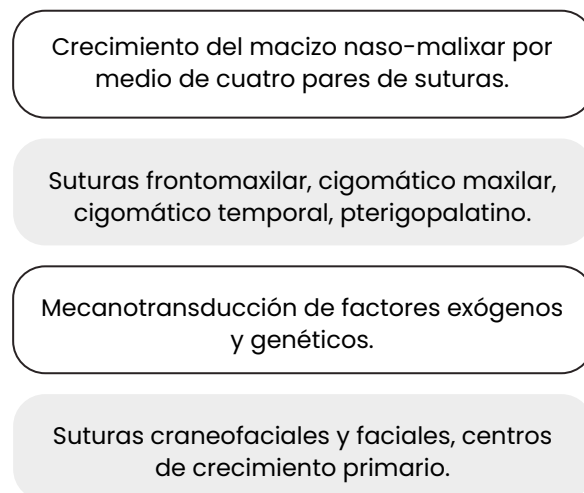 Crecimiento del macizo naso-malixar por
medio de cuatro pares de suturas.
Suturas frontomaxilar, cigomático maxilar,
cigomático temporal, pterigopalatino.
Mecanotransducción de factores exógenos
y genéticos.
Suturas craneofaciales y faciales, centros
de crecimiento primario.